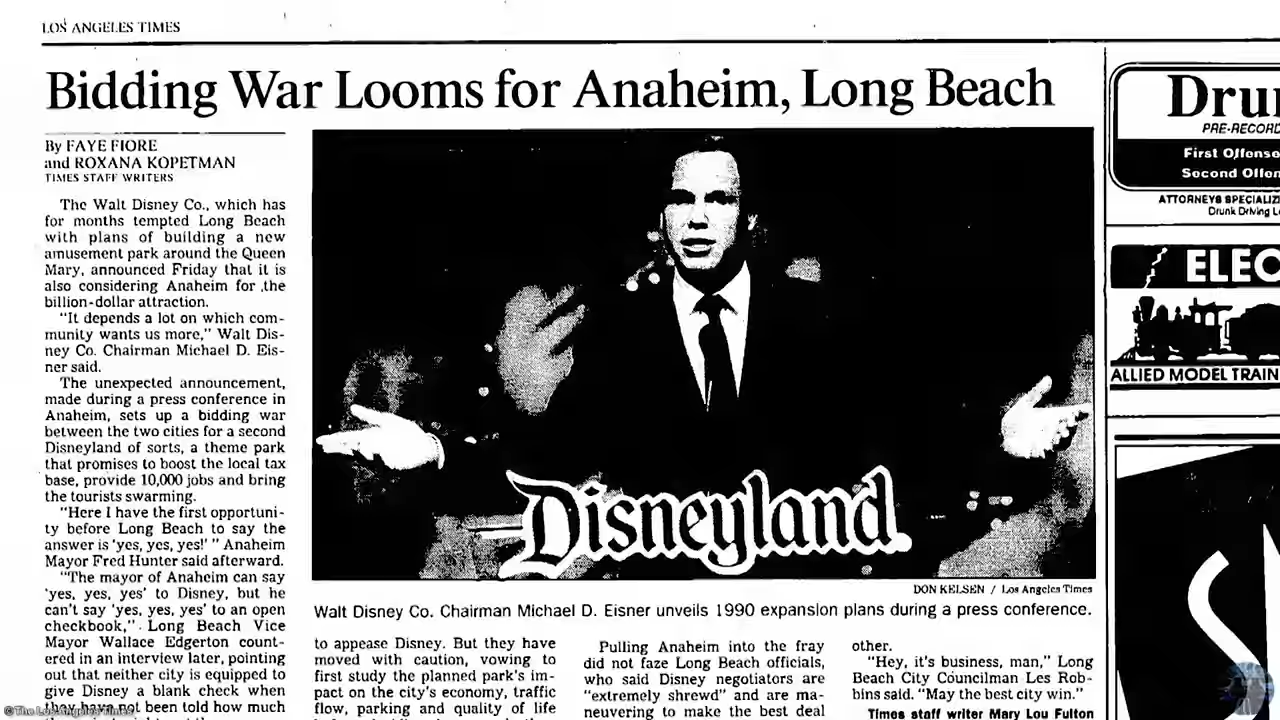 LOS ANGELES TIMES
Bidding War Looms for Anaheim, Long Beach
By FAYE FIORE
and ROXANA KOPETMAN
TIMES STAFF WRITERS
The Walt Disney Co., which has
for months tempted Long Beach
with plans of building a new
amusement park around the Queen
Mary, announced Friday that it is
also considering Anaheim for the
billion-dollar attraction.
"It depends a lot on which com-
munity wants us more," Walt Dis-
ney Co. Chairman Michael D. Eis-
ner said.
The unexpected announcement,
made during a press conference in
Anaheim, sets up a bidding war
between the two cities for a second
Disneyland of sorts, a theme park
that promises to boost the local tax
base, provide 10,000 jobs and bring
the tourists swarming.
"Here I have the first opportuni-
ty before Long Beach to say the
answer is 'yes, yes, yes!' " Anaheim
Mayor Fred Hunter said afterward.
"The mayor of Anaheim can say
'yes, yes, yes' to Disney, but he
can't say 'yes, yes, yes' to an open
checkbook," Long Beach Vice
Mayor Wallace Edgerton count-
ered in an interview later, pointing
out that neither city is equipped to
give Disney a blank check when
they have not been told how much
Disneyland
DON KELSEN / Los Angeles Times
Walt Disney Co. Chairman Michael D. Eisner unveils 1990 expansion plans during a press conference.
to appease Disney. But they have
moved with caution, vowing to
first study the planned park's im-
pact on the city's economy, traffic
flow, parking and quality of life
Pulling Anaheim into the fray
did not faze Long Beach officials,
who said Disney negotiators are
"extremely shrewd" and are ma-
neuvering to make the best deal
other.
"Hey, it's business, man," Long
Beach City Councilman Les Rob-
bins said. "May the best city win."
Times staff writer Mary Lou Fulton
Dru
PRE-RECORD
First Offense
Second Offen
ATTORNEYS SPECIALIZ
Drunk Driving L
ELEC
ALLIED MODEL TRAIN
©The Los Angeles Times